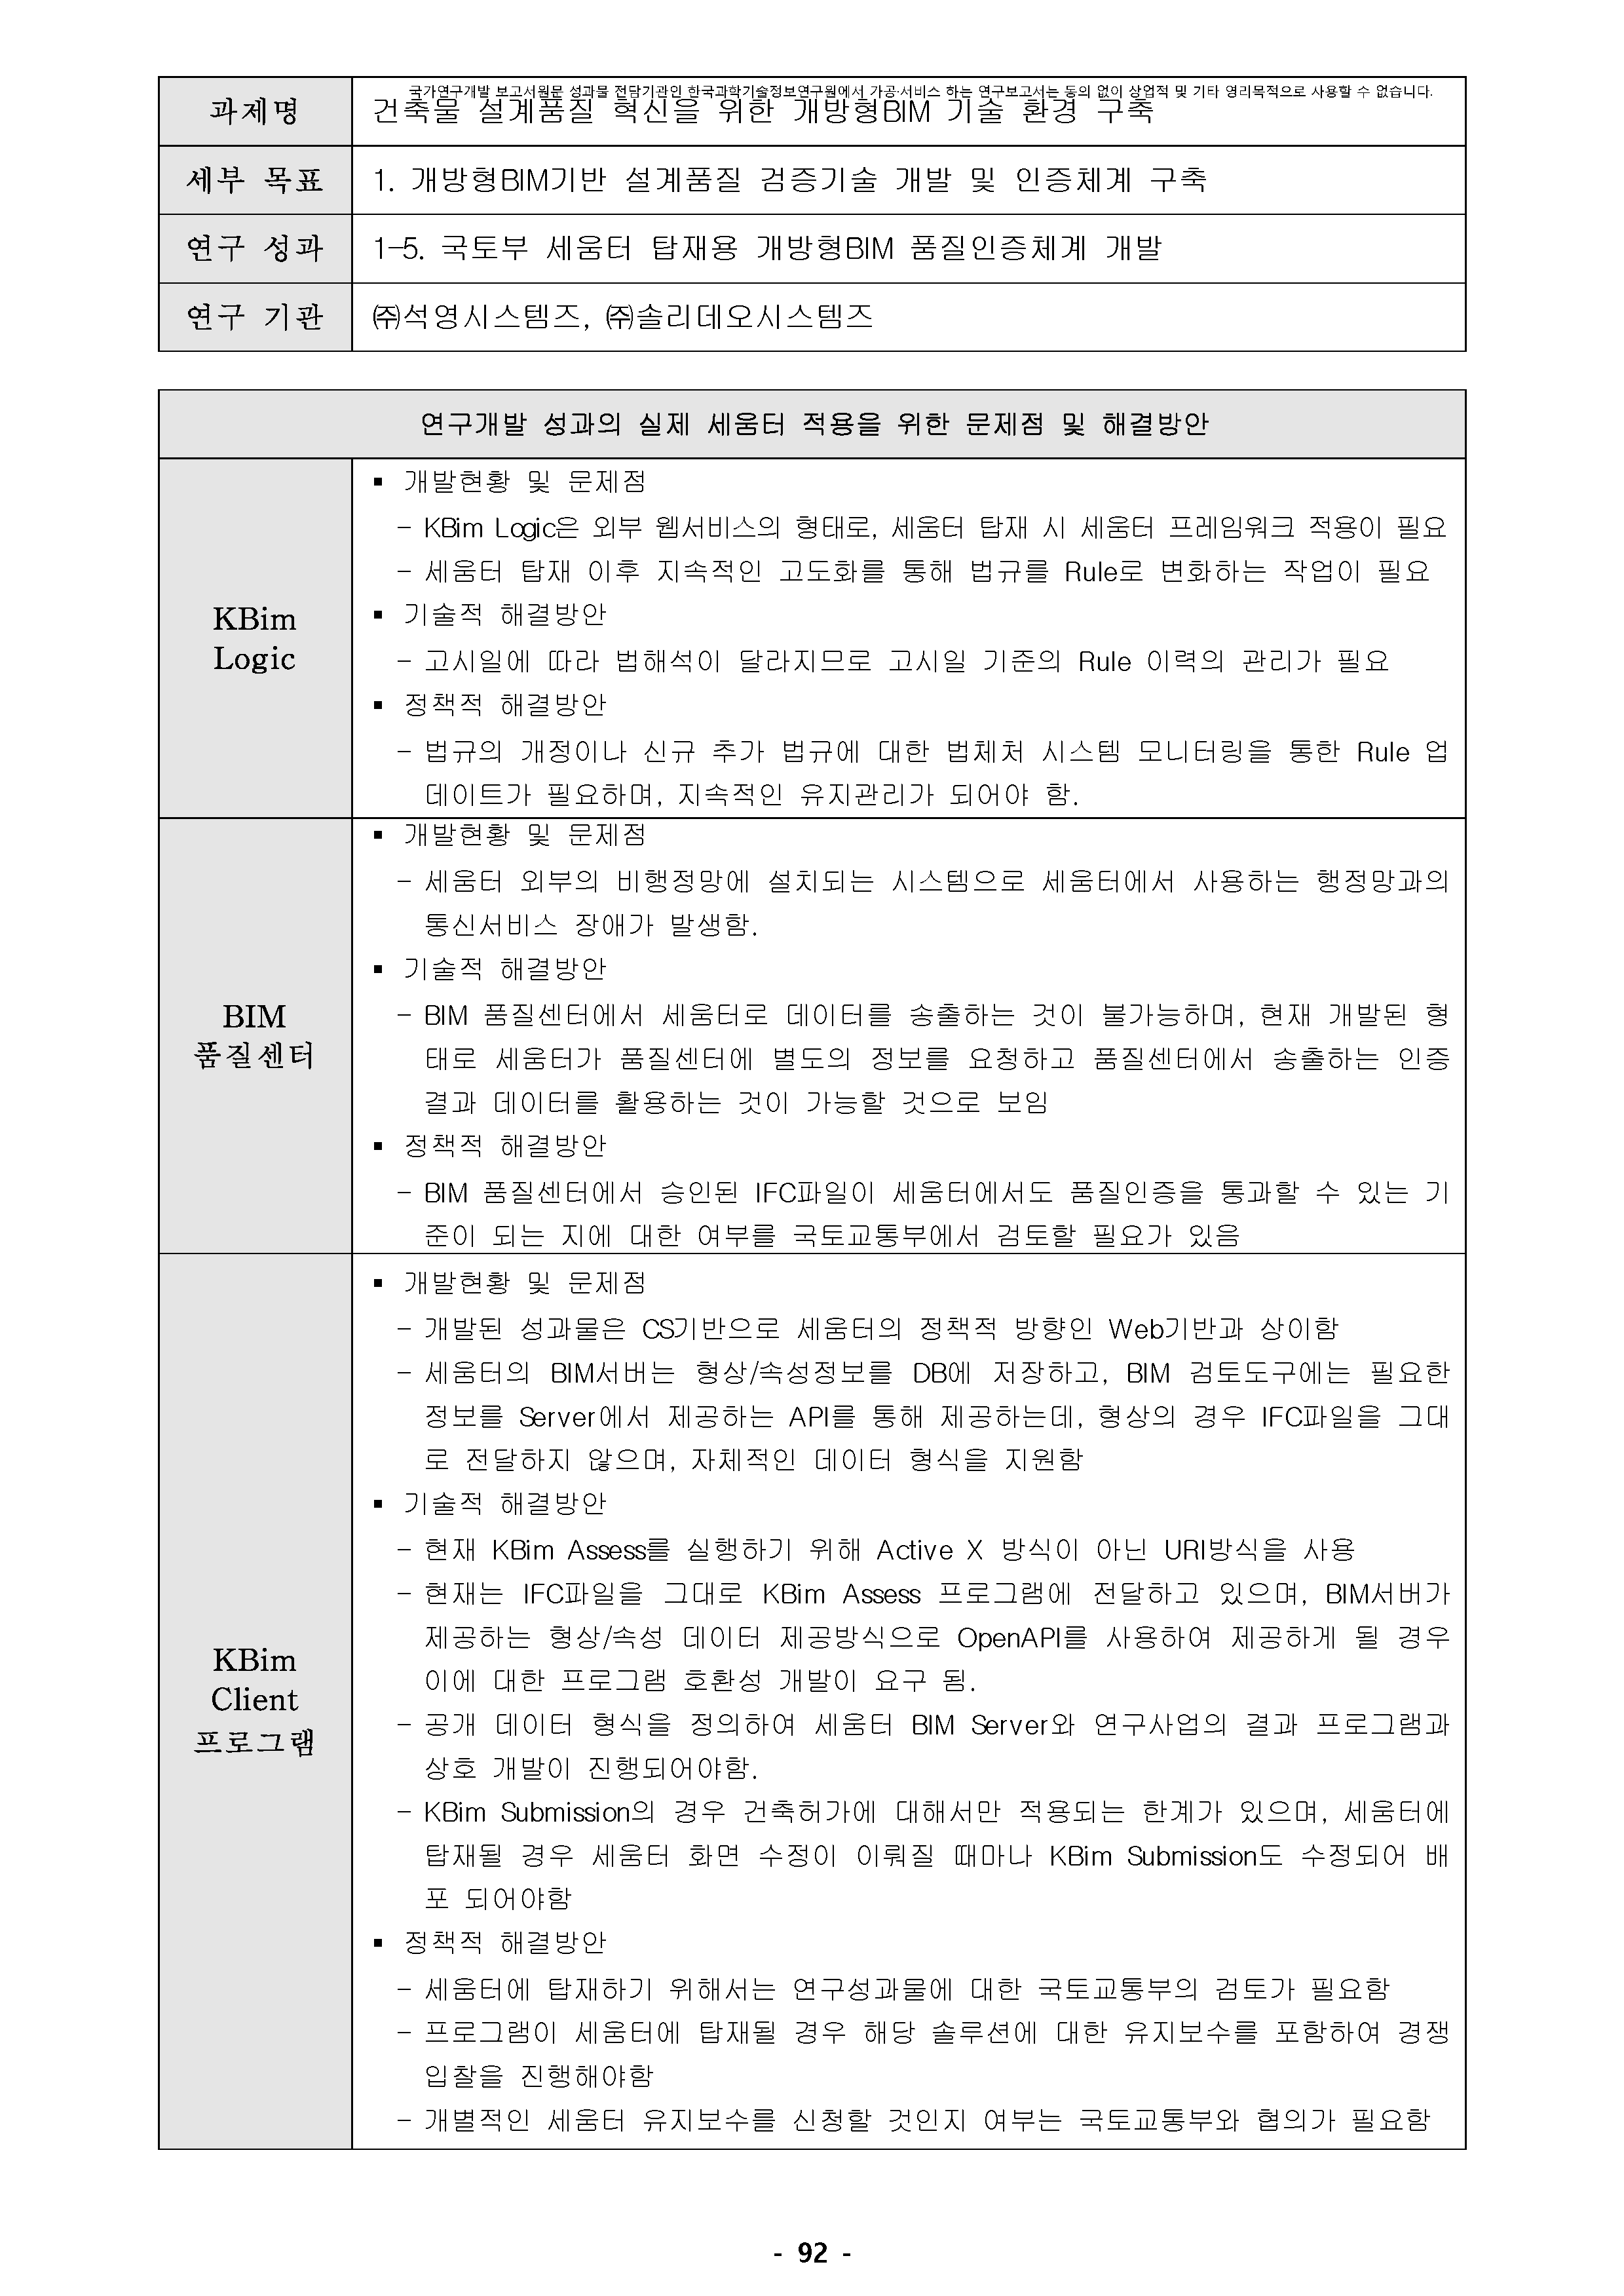 국가연구개발 보고서원문 성과물 전담기관인 한국과학기술정보연구원에서 가공·서비스 하는 연구보고서는 동의 없이 상업적 및 기타 영리목적으로 사용할 수 없습니다.
과제명 건축물 설계품질 혁신을 위한 개방형BIM 기술 환경 구축
세부 목표 1. 개방형BIM기반 설계품질 검증기술 개발 및 인증체계 구축
연구 성과 1-5. 국토부 세움터 탑재용 개방형BIM 품질인증체계 개발
연구 기관 ㈜석영시스템즈, ㈜솔리데오시스템즈
연구개발 성과의 실제 세움터 적용을 위한 문제점 및 해결방안
KBim
Logic
▪ 개발현황 및 문제점
- KBim Logic은 외부 웹서비스의 형태로, 세움터 탑재 시 세움터 프레임워크 적용이 필요
- 세움터 탑재 이후 지속적인 고도화를 통해 법규를 Rule로 변화하는 작업이 필요
▪ 기술적 해결방안
- 고시일에 따라 법해석이 달라지므로 고시일 기준의 Rule 이력의 관리가 필요
▪ 정책적 해결방안
- 법규의 개정이나 신규 추가 법규에 대한 법체처 시스템 모니터링을 통한 Rule 업
데이트가 필요하며, 지속적인 유지관리가 되어야 함.
BIM
품질센터
▪ 개발현황 및 문제점
- 세움터 외부의 비행정망에 설치되는 시스템으로 세움터에서 사용하는 행정망과의
통신서비스 장애가 발생함.
▪ 기술적 해결방안
- BIM 품질센터에서 세움터로 데이터를 송출하는 것이 불가능하며, 현재 개발된 형
태로 세움터가 품질센터에 별도의 정보를 요청하고 품질센터에서 송출하는 인증
결과 데이터를 활용하는 것이 가능할 것으로 보임
▪ 정책적 해결방안
- BIM 품질센터에서 승인된 IFC파일이 세움터에서도 품질인증을 통과할 수 있는 기
준이 되는 지에 대한 여부를 국토교통부에서 검토할 필요가 있음
KBim
Client
프로그램
▪ 개발현황 및 문제점
- 개발된 성과물은 CS기반으로 세움터의 정책적 방향인 Web기반과 상이함
- 세움터의 BIM서버는 형상/속성정보를 DB에 저장하고, BIM 검토도구에는 필요한
정보를 Server에서 제공하는 API를 통해 제공하는데, 형상의 경우 IFC파일을 그대
로 전달하지 않으며, 자체적인 데이터 형식을 지원함
▪ 기술적 해결방안
- 현재 KBim Assess를 실행하기 위해 Active X 방식이 아닌 URI방식을 사용
- 현재는 IFC파일을 그대로 KBim Assess 프로그램에 전달하고 있으며, BIM서버가
제공하는 형상/속성 데이터 제공방식으로 OpenAPI를 사용하여 제공하게 될 경우
이에 대한 프로그램 호환성 개발이 요구 됨.
- 공개 데이터 형식을 정의하여 세움터 BIM Server와 연구사업의 결과 프로그램과
상호 개발이 진행되어야함.
- KBim Submission의 경우 건축허가에 대해서만 적용되는 한계가 있으며, 세움터에
탑재될 경우 세움터 화면 수정이 이뤄질 때마다 KBim Submission도 수정되어 배
포 되어야함
▪ 정책적 해결방안
- 세움터에 탑재하기 위해서는 연구성과물에 대한 국토교통부의 검토가 필요함
- 프로그램이 세움터에 탑재될 경우 해당 솔루션에 대한 유지보수를 포함하여 경쟁
입찰을 진행해야함
- 개별적인 세움터 유지보수를 신청할 것인지 여부는 국토교통부와 협의가 필요함
- 92 -